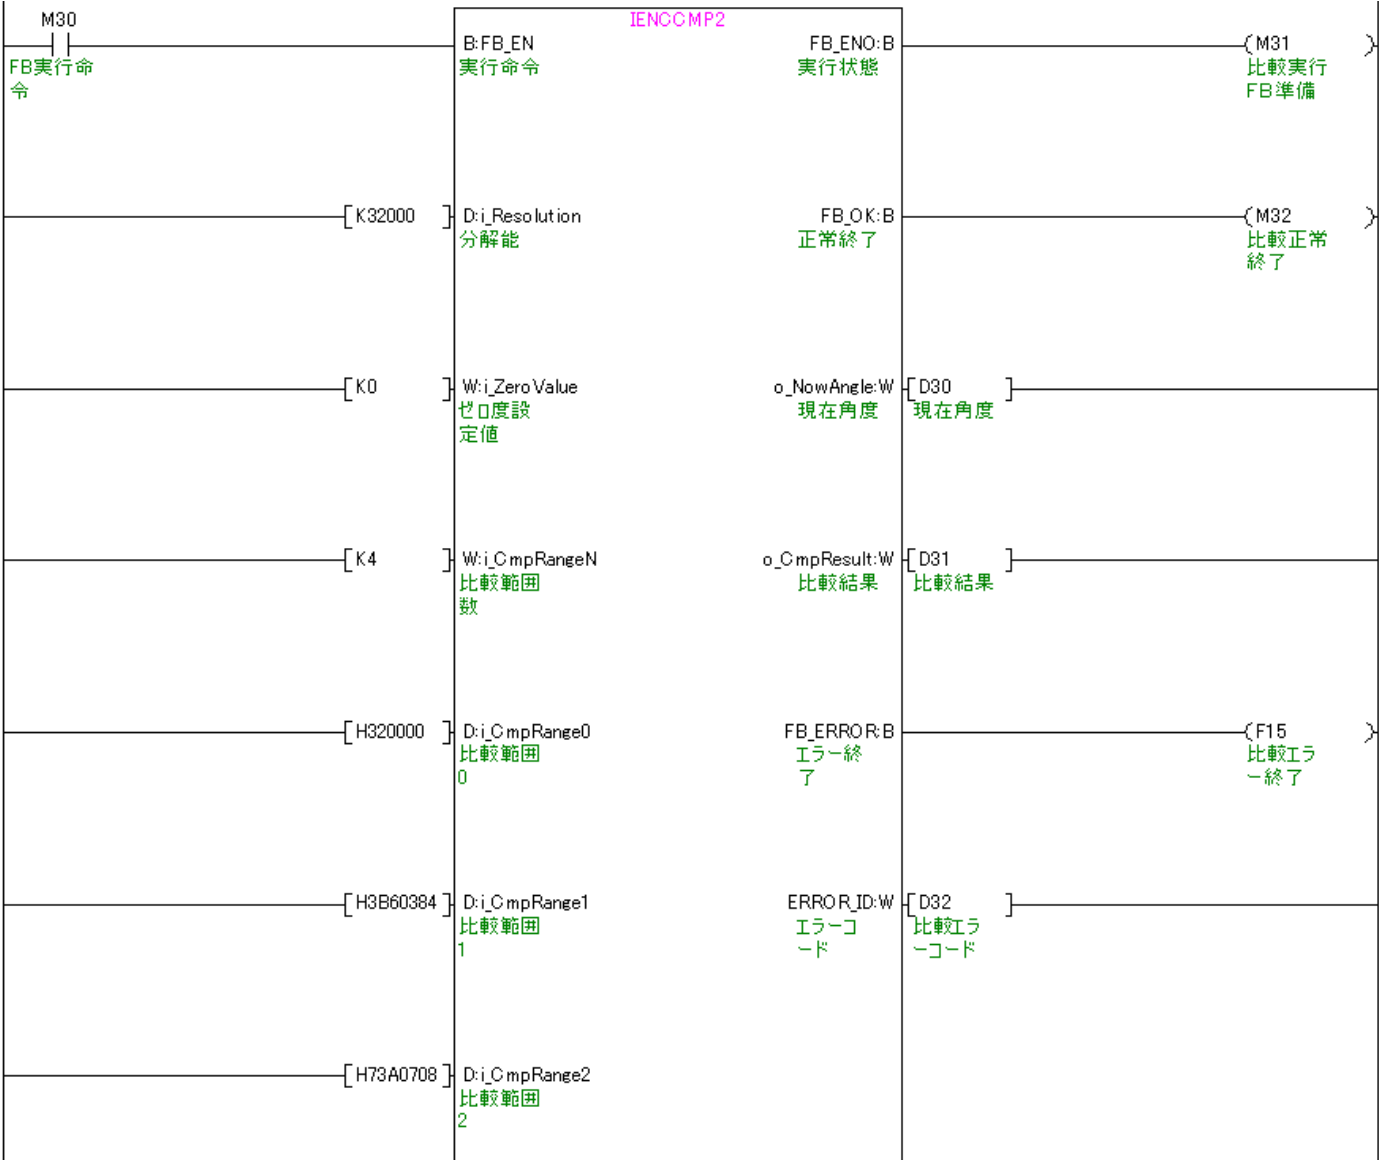 IENCCMP2
M30
B:FB_EN
FB_ENO:B
M31
FB実行命
令
実行命令
実行状態
比較実行
FB準備
K32000
D:i_Resolution
FB_OK:B
M32
分解能
正常終了
比較正常
終了
K0
W:i_ZeroValue
o_NowAngle:W
D30
ゼロ度設
定値
現在角度
現在角度
K4
W:i_CmpRangeN
o_CmpResult:W
D31
比較範囲
数
比較結果
比較結果
H320000
D:i_CmpRange0
FB_ERROR:B
F15
比較範囲
0
エラー終
了
比較エラ
ー終了
H3B60384
D:i_CmpRange1
ERROR_ID:W
D32
比較範囲
1
エラーコ
ード
比較エラ
ーコード
H73A0708
D:i_CmpRange2
比較範囲
2